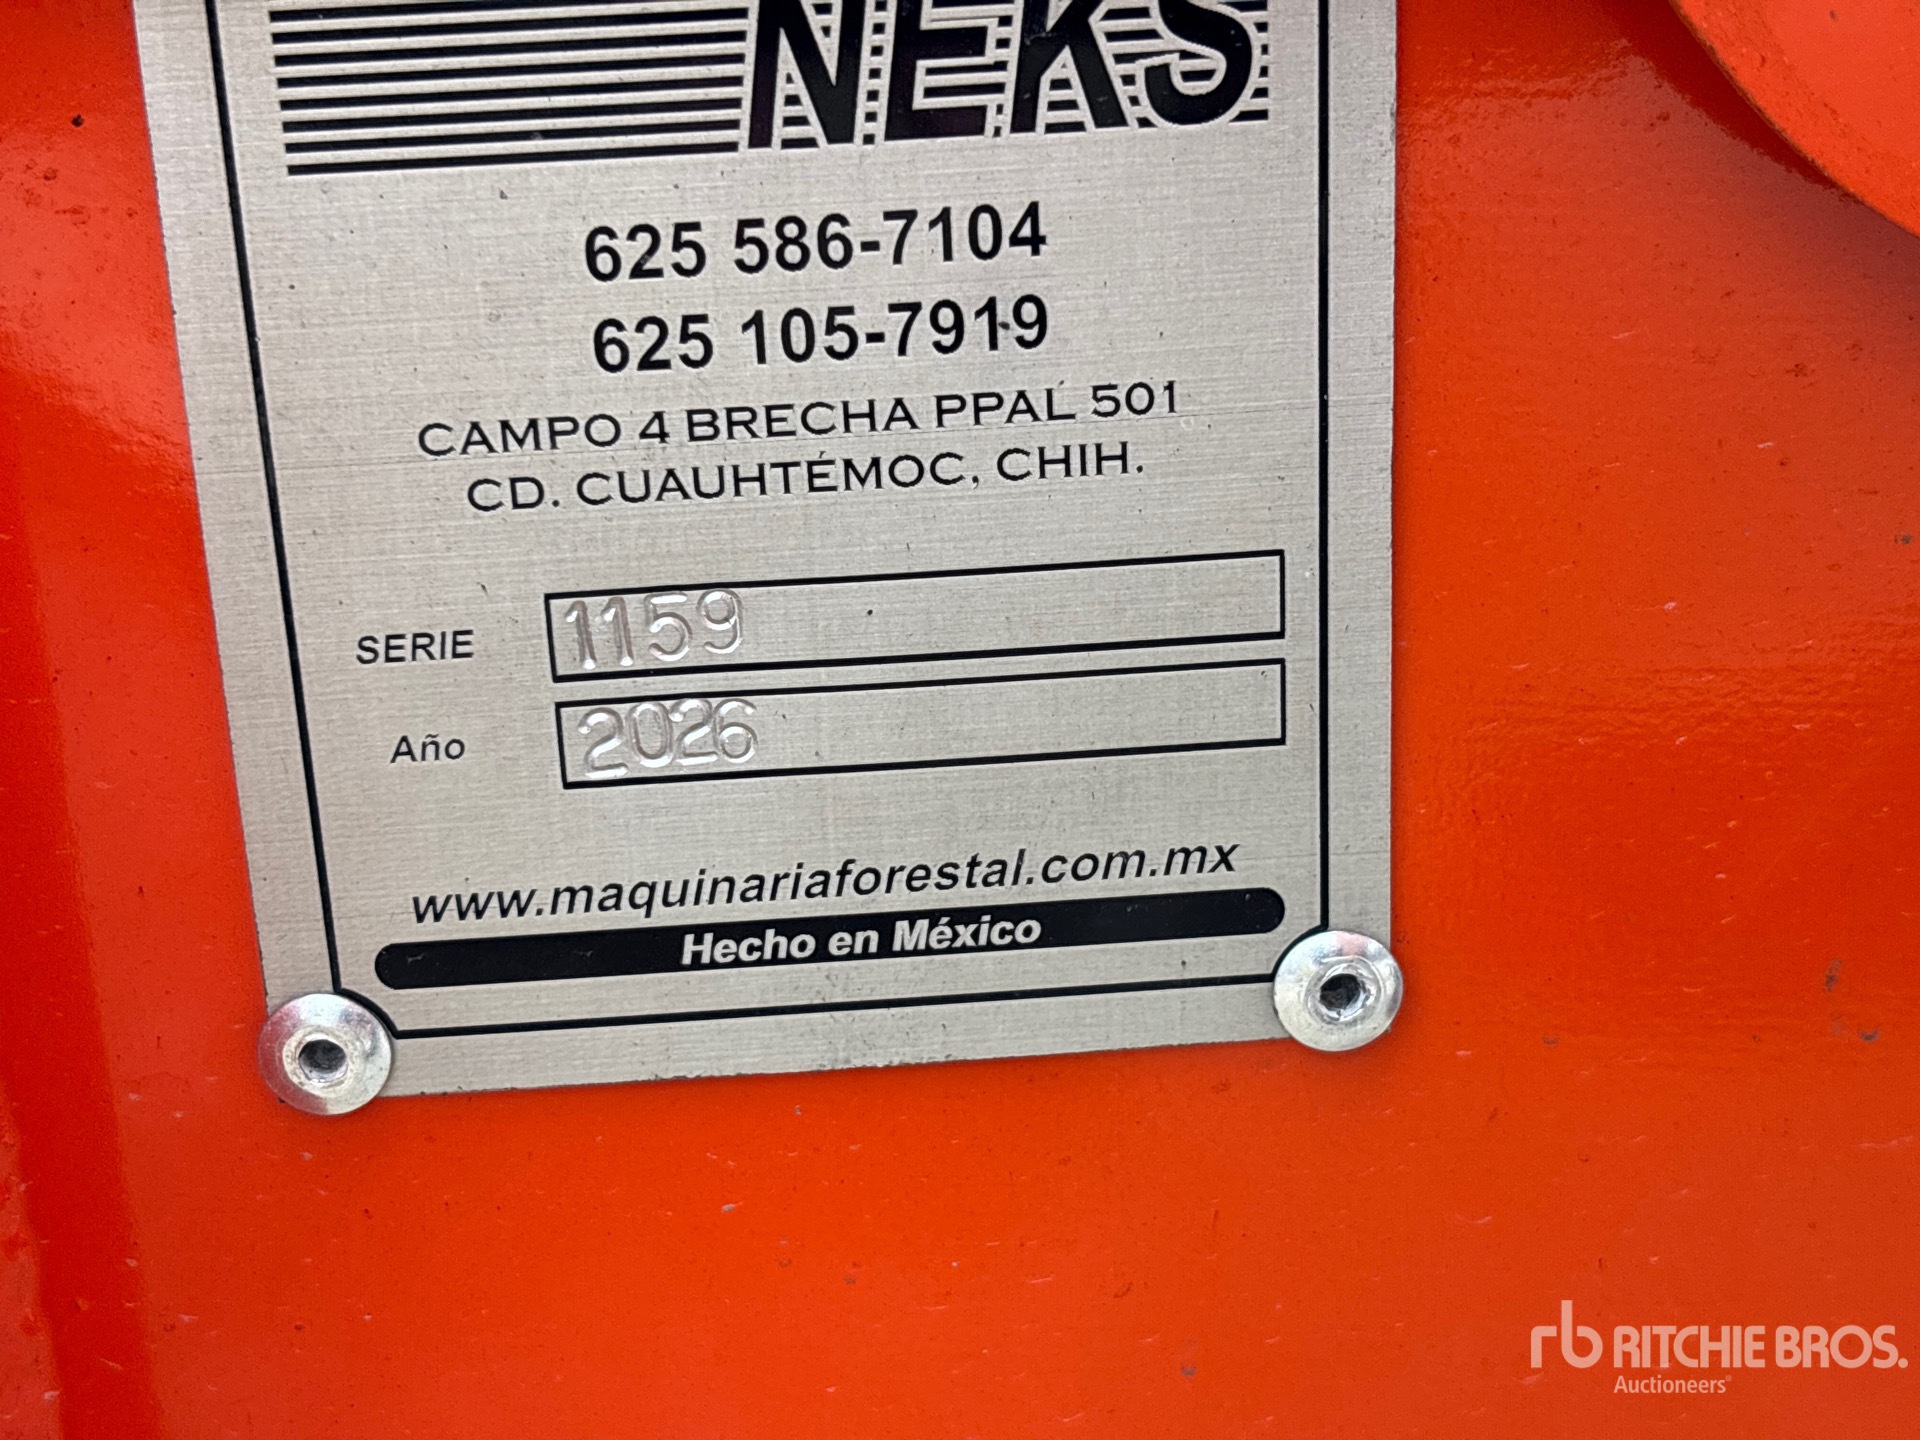 NEKS
625 586-7104
625 105-7919
CAMPO 4 BRECHA PPAL 501
CD. CUAUHTÉMOC, CHIH.
SERIE 1159
Año 2026
www.maquinariaforestal.com.mx
Hecho en México
rb RITCHIE BROS.
Auctioneers